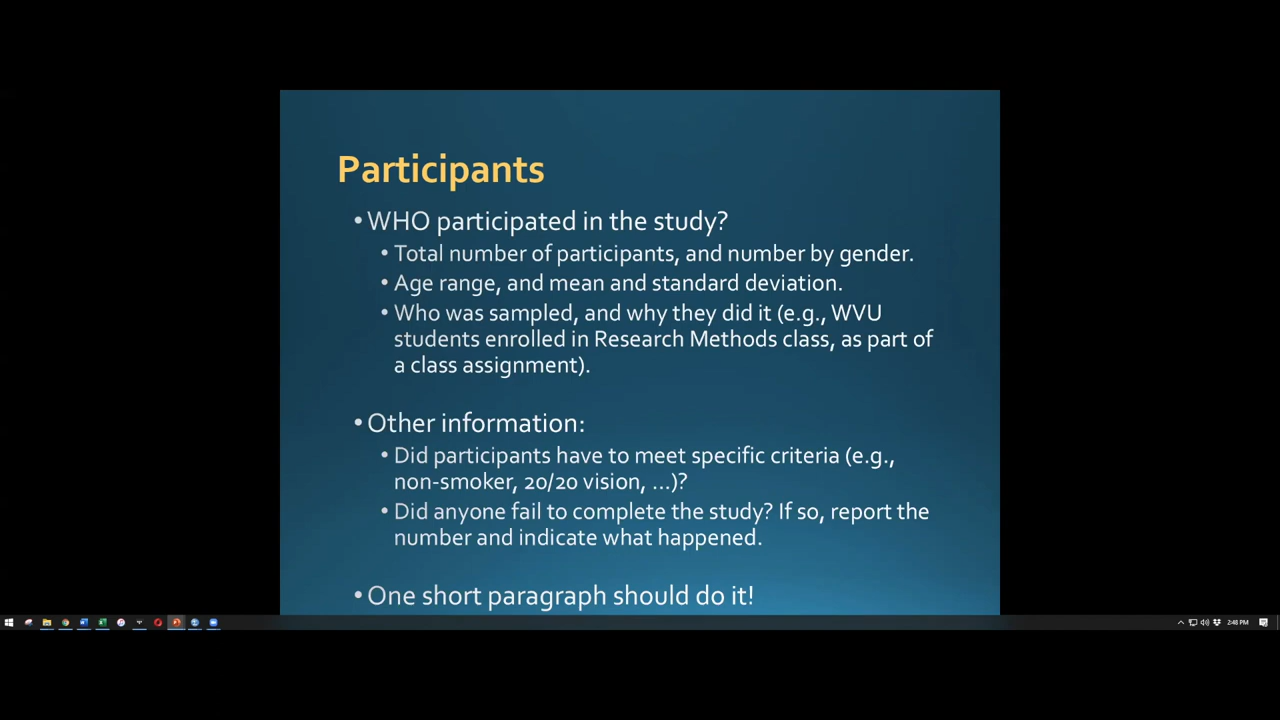 Participants
• WHO participated in the study?
• Total number of participants, and number by gender.
• Age range, and mean and standard deviation.
• Who was sampled, and why they did it (e.g., WVU
students enrolled in Research Methods class, as part of
a class assignment).
• Other information:
• Did participants have to meet specific criteria (e.g.,
non-smoker, 20/20 vision, ...)?
• Did anyone fail to complete the study? If so, report the
number and indicate what happened.
• One short paragraph should do it!
2:48 PM